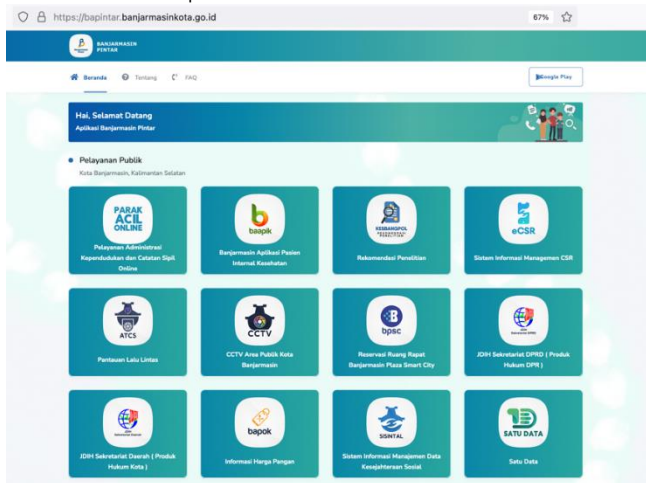 https://bapintar.banjarmasinkota.go.id
67%
BANJARMASIN
PINTAR
Beranda
Tentang
FAQ
Google Play
Hai, Selamat Datang
Aplikasi Banjarmasin Pintar
Pelayanan Publik
Kota Banjarmasin, Kalimantan Selatan
PARAK
ACIL
ONLINE
Pelayanan Administrasi
Kependudukan dan Catatan Sipil
Online
baapik
Banjarmasin Aplikasi Pasien
Internal Kesehatan
KESBANGPOL
Rekomendasi Penelitian
eCSR
Sistem Informasi Managemen CSR
ATCS
Pantauan Lalu Lintas
CCTV
CCTV Area Publik Kota
Banjarmasin
bpsc
Reservasi Ruang Rapat
Banjarmasin Plaza Smart City
JDIH Sekretariat DPRD ( Produk
Hukum DPR )
JDIH Sekretariat Daerah ( Produk
Hukum Kota )
bapok
Informasi Harga Pangan
SISINTAL
Sistem Informasi Manajemen Data
Kesejahteraan Sosial
SATU DATA
Satu Data